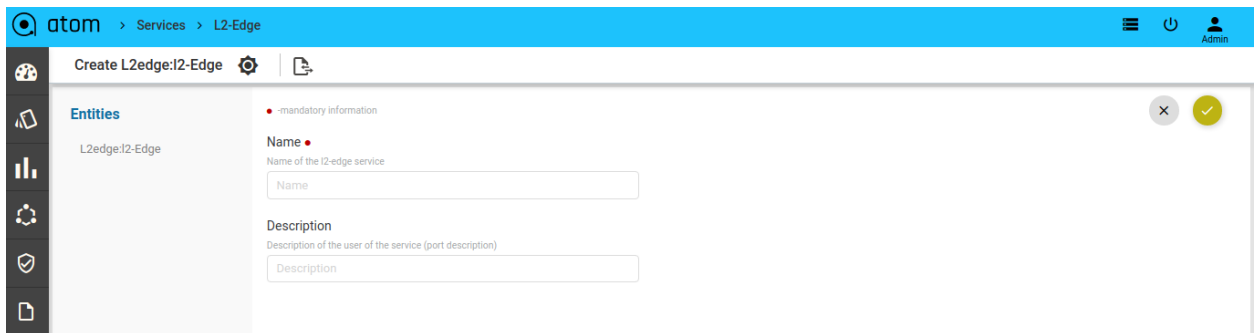 atom > Services > L2-Edge
Admin
Create L2edge:l2-Edge
Entities
L2edge:l2-Edge
-mandatory information
Name
Name of the l2-edge service
Name
Description
Description of the user of the service (port description)
Description